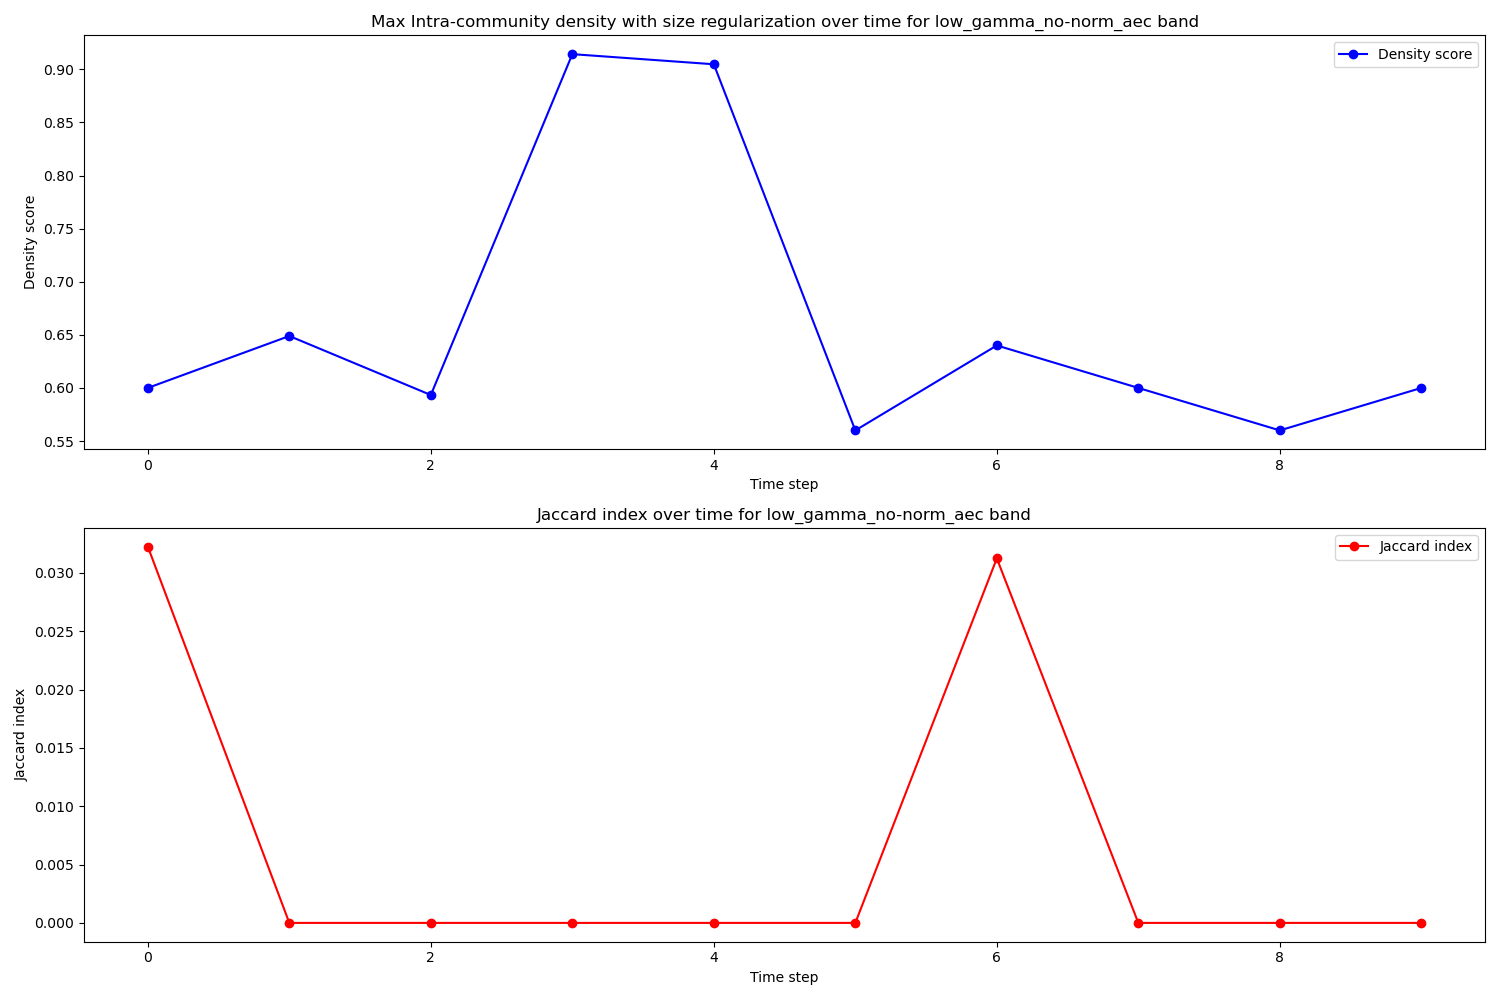 Max Intra-community density with size regularization over time for low_gamma_no-norm_aec band
Density score
0.90
0.85
0.80
0.75
0.70
0.65
0.60
0.55
Density score
0 2 4 6 8
Time step
Jaccard index over time for low_gamma_no-norm_aec band
Jaccard index
0.030
0.025
0.020
0.015
0.010
0.005
0.000
Jaccard index
0 2 4 6 8
Time step